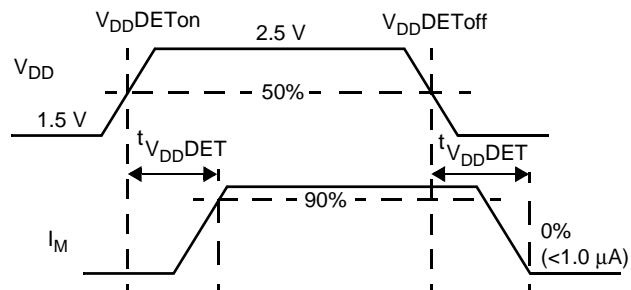 VDDDETon
VDDDEToff
2.5 V
VDD
50%
1.5 V
tVDDDET
tVDDDET
90%
IM
0%
(<1.0 µA)